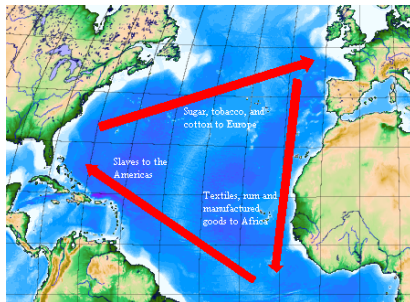 Sugar, tobacco, and
cotton to Europe
Slaves to the
Americas
Textiles, rum and
manufactured
goods to Africa